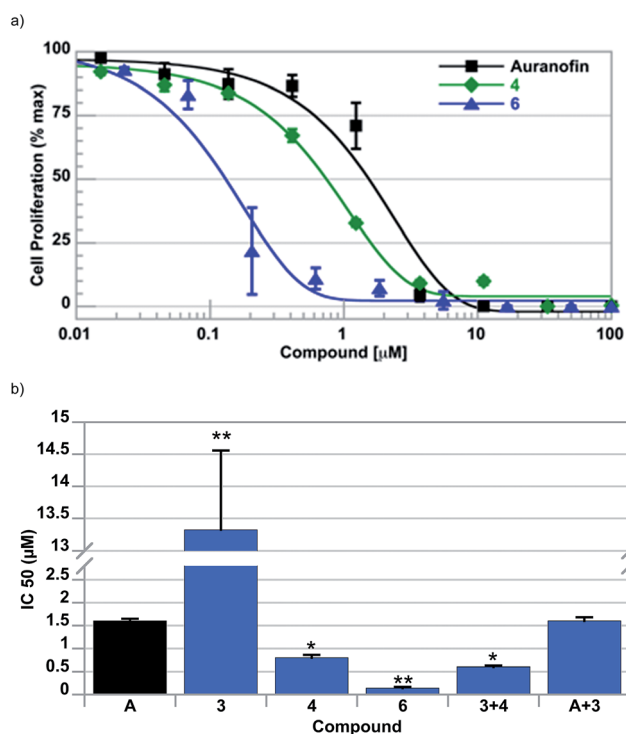 a)
100
75
50
25
0
Cell Proliferation (% max)
Auranofin
4
6
0.01 0.1 1 10 100
Compound [µM]
b)
15
14.5
14
13.5
13
2.5
2
1.5
1
0.5
0
IC 50 (µM)
**
*
**
*
A 3 4 6 3+4 A+3
Compound